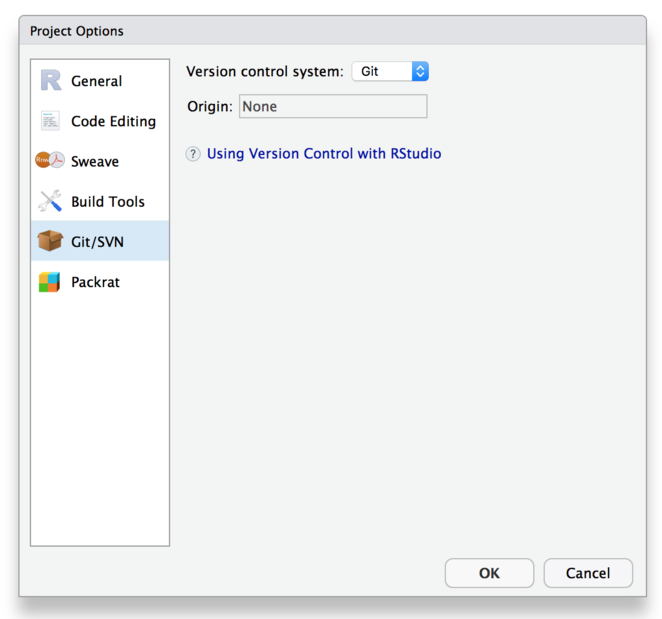 Project Options
General
Code Editing
Sweave
Build Tools
Git/SVN
Packrat
Version control system: Git
Origin: None
? Using Version Control with RStudio
OK
Cancel